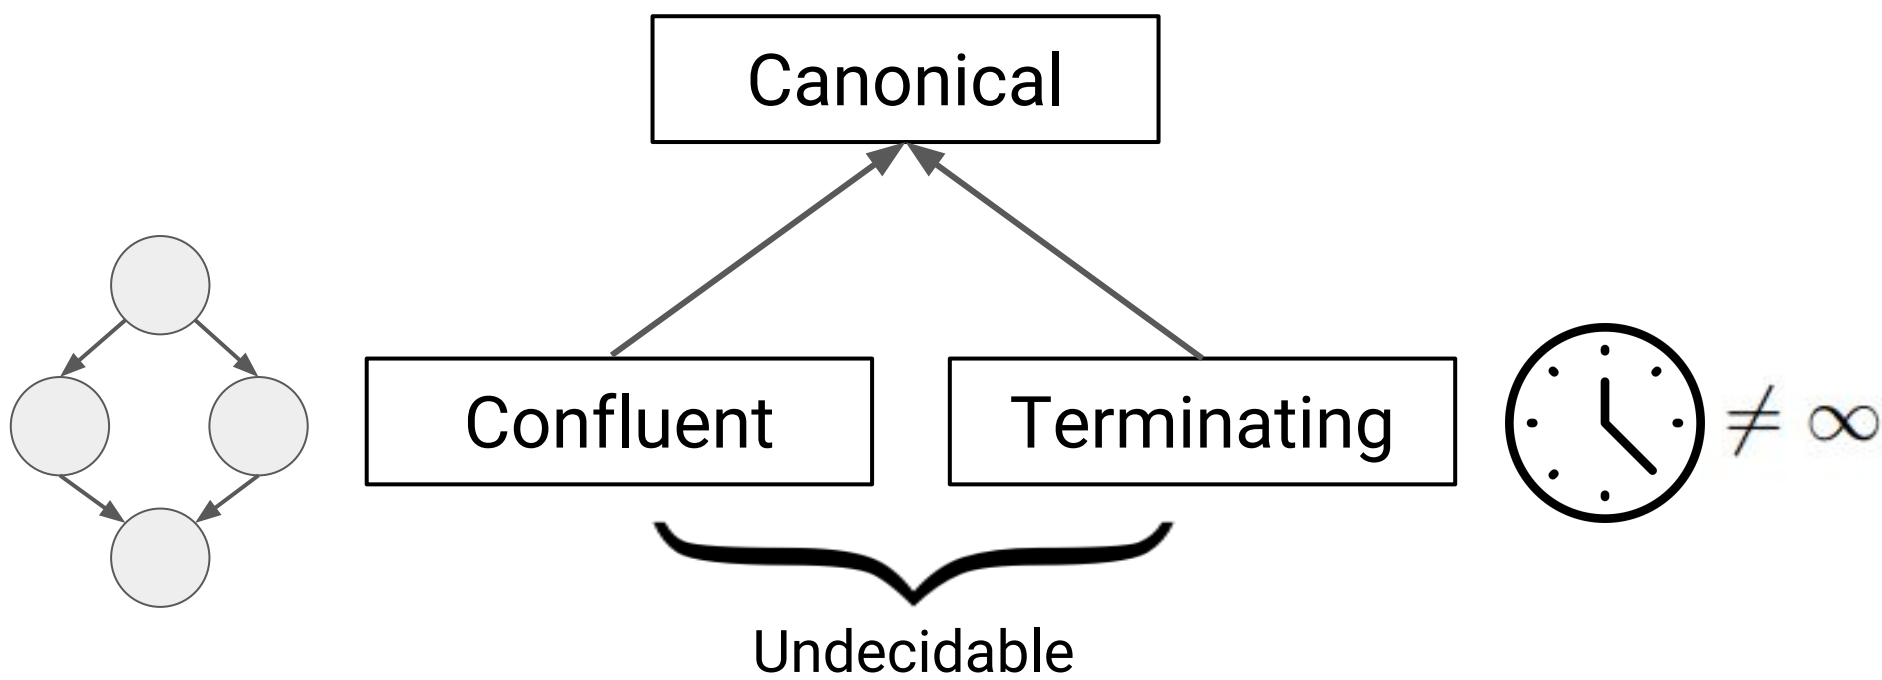 Canonical
Confluent
Terminating
≠ ∞
Undecidable